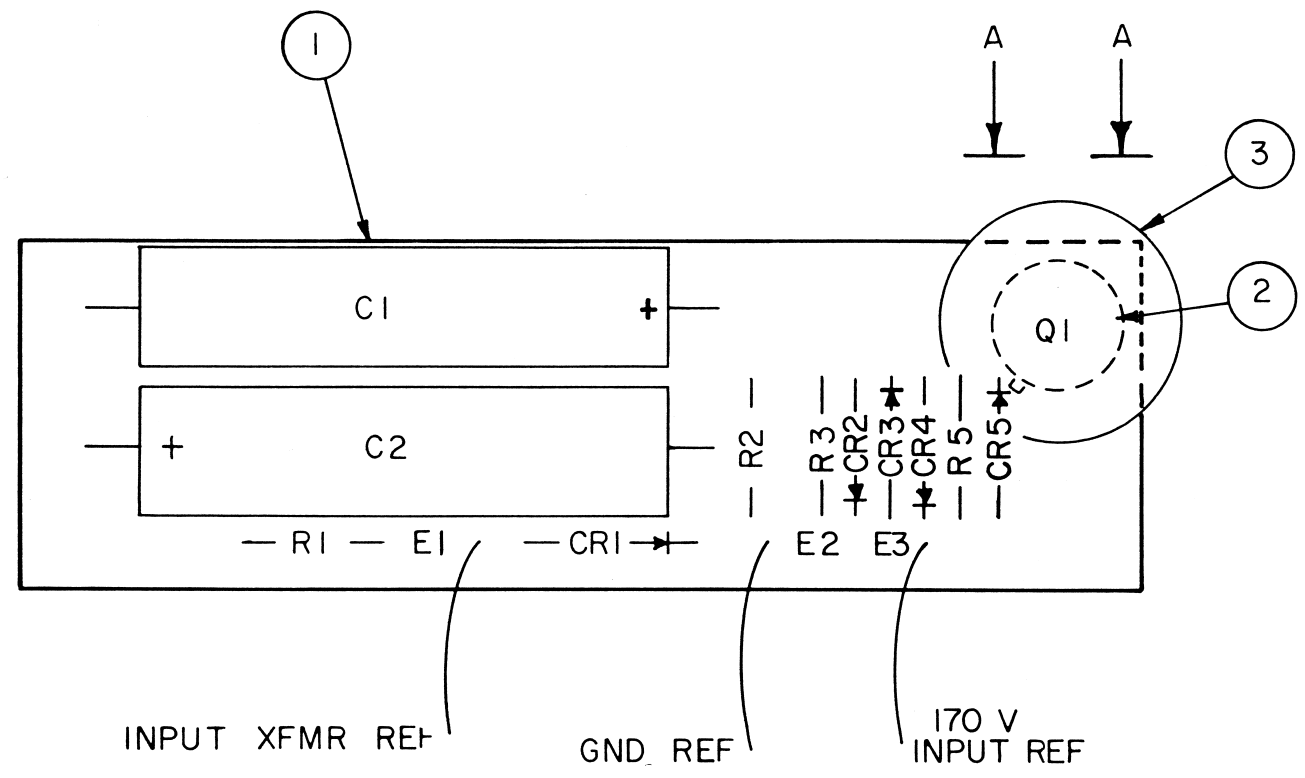 1
A A
3
2
C1 +
Q1
+ C2
R2
R3
CR2
CR3
CR4
R5
CR5
R1 E1 CR1 E2 E3
INPUT XFMR REF
GND REF
170 V
INPUT REF